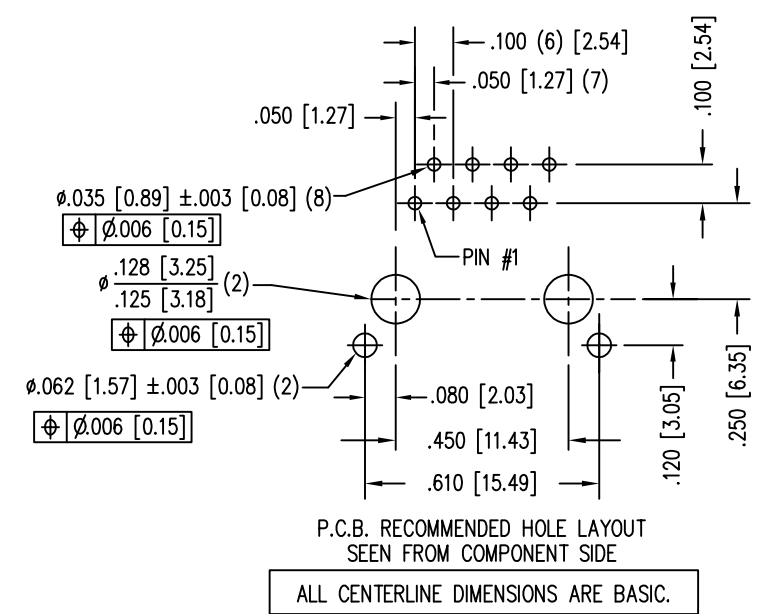 .100 (6) [2.54]
.050 [1.27] (7)
.050 [1.27]
.100 [2.54]
ø.035 [0.89] ±.003 [0.08] (8)
⌖ Ø.006 [0.15]
PIN #1
ø .128 [3.25]
.125 [3.18] (2)
⌖ Ø.006 [0.15]
ø.062 [1.57] ±.003 [0.08] (2)
⌖ Ø.006 [0.15]
.080 [2.03]
.450 [11.43]
.610 [15.49]
.120 [3.05]
.250 [6.35]
P.C.B. RECOMMENDED HOLE LAYOUT
SEEN FROM COMPONENT SIDE
ALL CENTERLINE DIMENSIONS ARE BASIC.